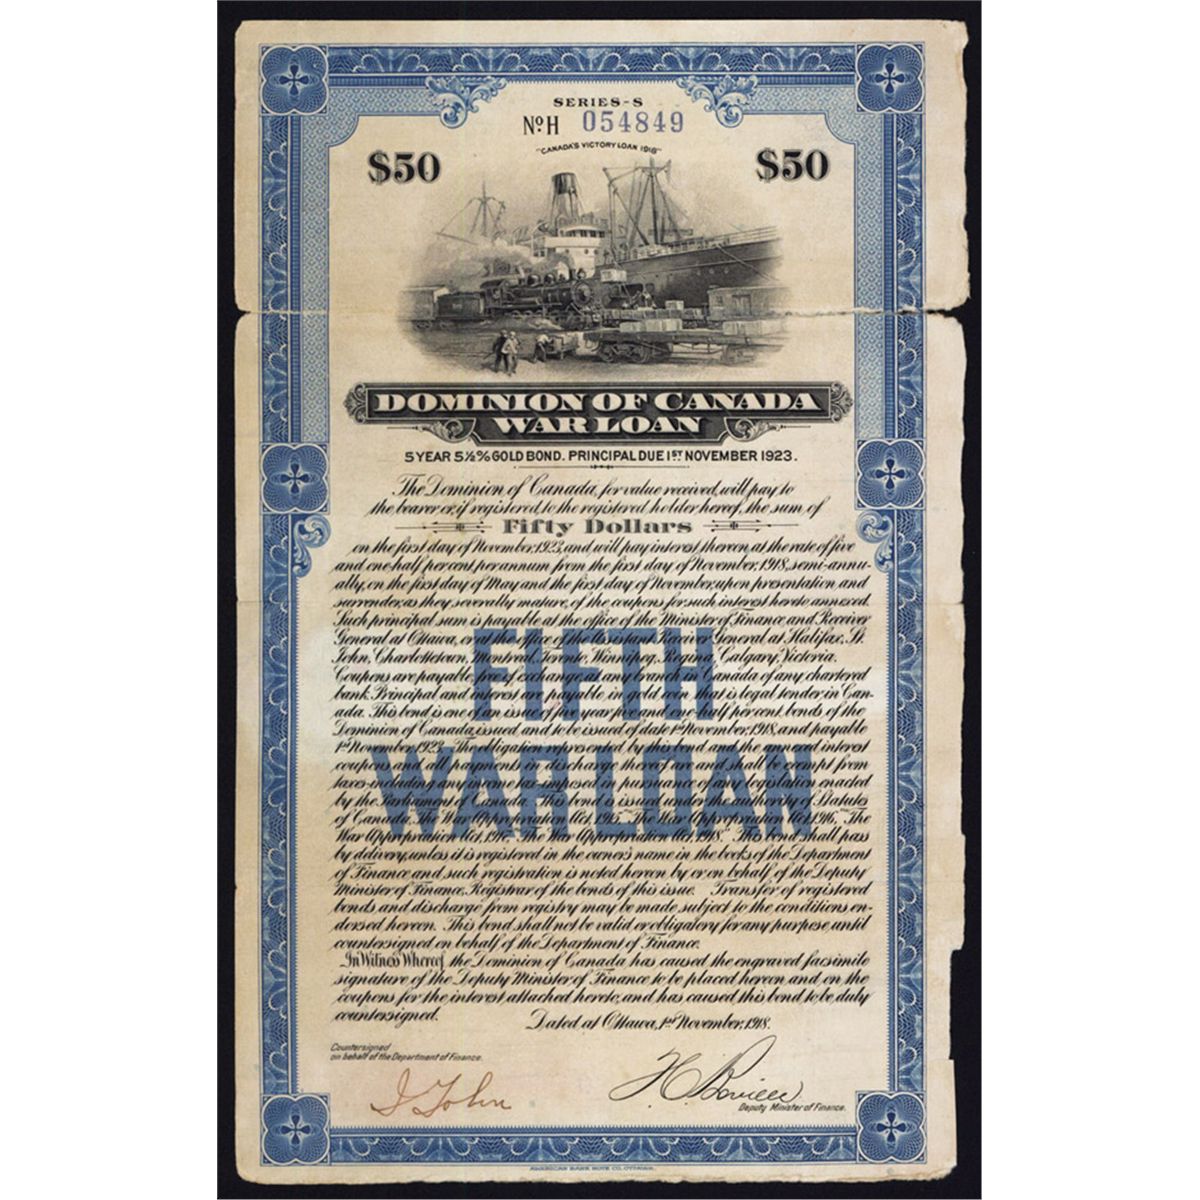 SERIES-S
No H 054849
"CANADA'S VICTORY LOAN 1918"
$50 $50
DOMINION OF CANADA
WAR LOAN
5 YEAR 5½% GOLD BOND. PRINCIPAL DUE 1ST NOVEMBER 1923.
The Dominion of Canada, for value received, will pay to
the bearer or, if registered, to the registered holder hereof, the sum of
Fifty Dollars
on the first day of November, 1923, and will pay interest thereon at the rate of five
and one-half per cent. per annum from the first day of November, 1918, semi-annu-
ally, on the first day of May and the first day of November, upon presentation and
surrender, as they severally mature, of the coupons for such interest hereto annexed.
Such principal sum is payable at the office of the Minister of Finance and Receiver
General at Ottawa, or at the office of the Assistant Receiver General at Halifax, St.
John, Charlottetown, Montreal, Toronto, Winnipeg, Regina, Calgary, Victoria.
Coupons are payable, free of exchange, at any branch in Canada of any chartered
bank. Principal and interest are payable in gold coin that is legal tender in Can-
ada. This bond is one of an issue of five year five and one-half per cent. bonds of the
Dominion of Canada, issued and to be issued of date 1st November, 1918, and payable
1st November, 1923. The obligation represented by this bond and the annexed interest
coupons and all payments in discharge thereof are and shall be exempt from
taxes-including any income tax-imposed in pursuance of any legislation enacted
by the Parliament of Canada. This bond is issued under the authority of Statutes
of Canada, "The War Appropriation Act, 1915," "The War Appropriation Act, 1916," "The
War Appropriation Act, 1917," "The War Appropriation Act, 1918." This bond shall pass
by delivery, unless it is registered in the owner's name in the books of the Department
of Finance and such registration is noted hereon by or on behalf of the Deputy
Minister of Finance, Registrar of the bonds of this issue. Transfer of registered
bonds and discharge from registry may be made subject to the conditions en-
dorsed hereon. This bond shall not be valid or obligatory for any purpose until
countersigned on behalf of the Department of Finance.
In Witness Whereof the Dominion of Canada, has caused the engraved facsimile
signature of the Deputy Minister of Finance to be placed hereon and on the
coupons for the interest attached hereto, and has caused this bond to be duly
countersigned.
Dated at Ottawa, 1st November, 1918.
FIFTH
WAR LOAN
Countersigned
on behalf of the Department of Finance.
Deputy Minister of Finance.
AMERICAN BANK NOTE CO. OTTAWA.